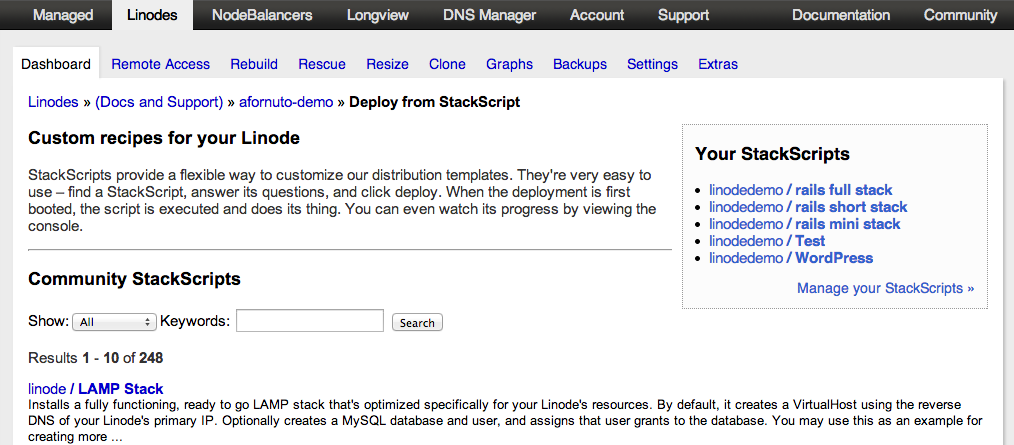 Managed Linodes NodeBalancers Longview DNS Manager Account Support Documentation Community
Dashboard Remote Access Rebuild Rescue Resize Clone Graphs Backups Settings Extras
Linodes » (Docs and Support) » afornuto-demo » Deploy from StackScript
Custom recipes for your Linode
StackScripts provide a flexible way to customize our distribution templates. They're very easy to
use – find a StackScript, answer its questions, and click deploy. When the deployment is first
booted, the script is executed and does its thing. You can even watch its progress by viewing the
console.
Your StackScripts
linodedemo / rails full stack
linodedemo / rails short stack
linodedemo / rails mini stack
linodedemo / Test
linodedemo / WordPress
Manage your StackScripts »
Community StackScripts
Show: All Keywords: Search
Results 1 - 10 of 248
linode / LAMP Stack
Installs a fully functioning, ready to go LAMP stack that's optimized specifically for your Linode's resources. By default, it creates a VirtualHost using the reverse
DNS of your Linode's primary IP. Optionally creates a MySQL database and user, and assigns that user grants to the database. You may use this as an example for
creating more ...